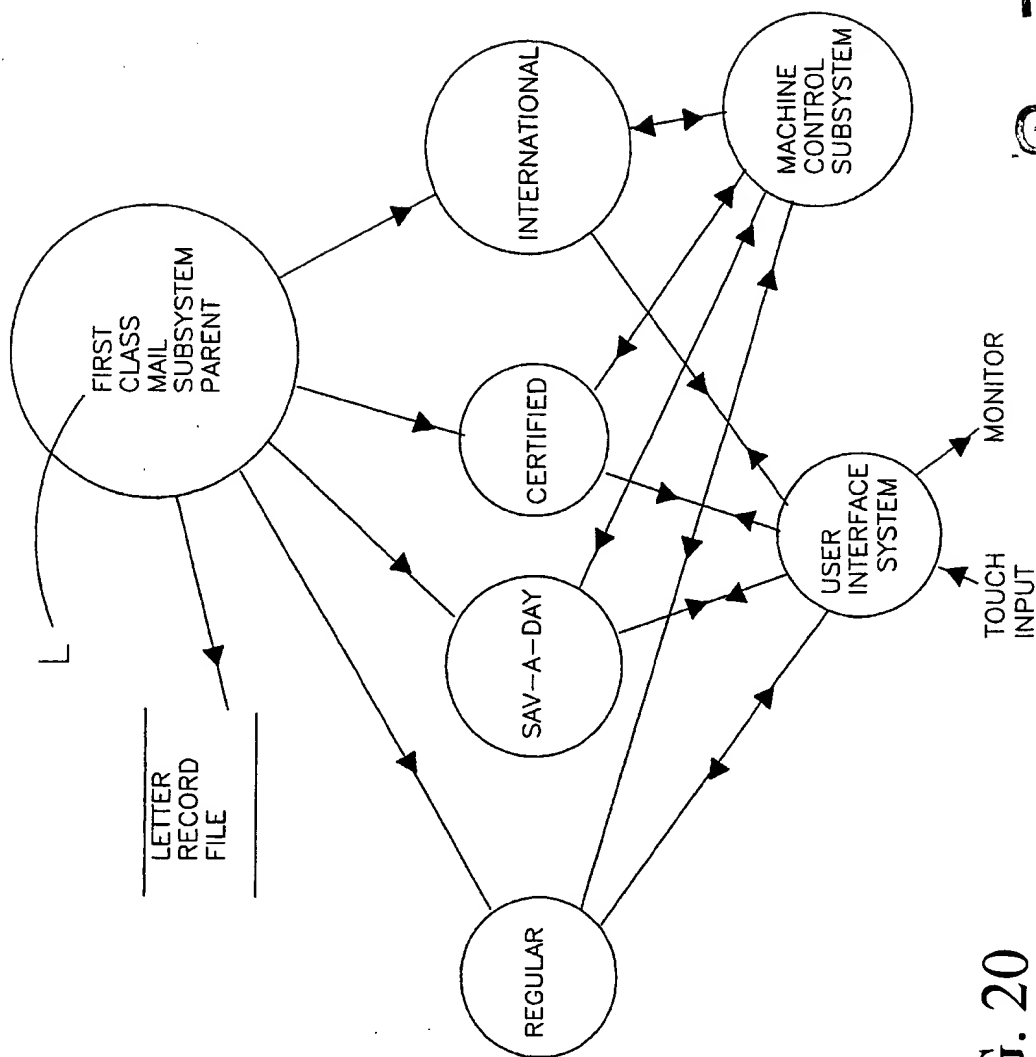 L
FIRST
CLASS
MAIL
SUBSYSTEM
PARENT
LETTER
RECORD
FILE
REGULAR
SAV-A-DAY
CERTIFIED
INTERNATIONAL
USER
INTERFACE
SYSTEM
MACHINE
CONTROL
SUBSYSTEM
TOUCH
INPUT
MONITOR
20